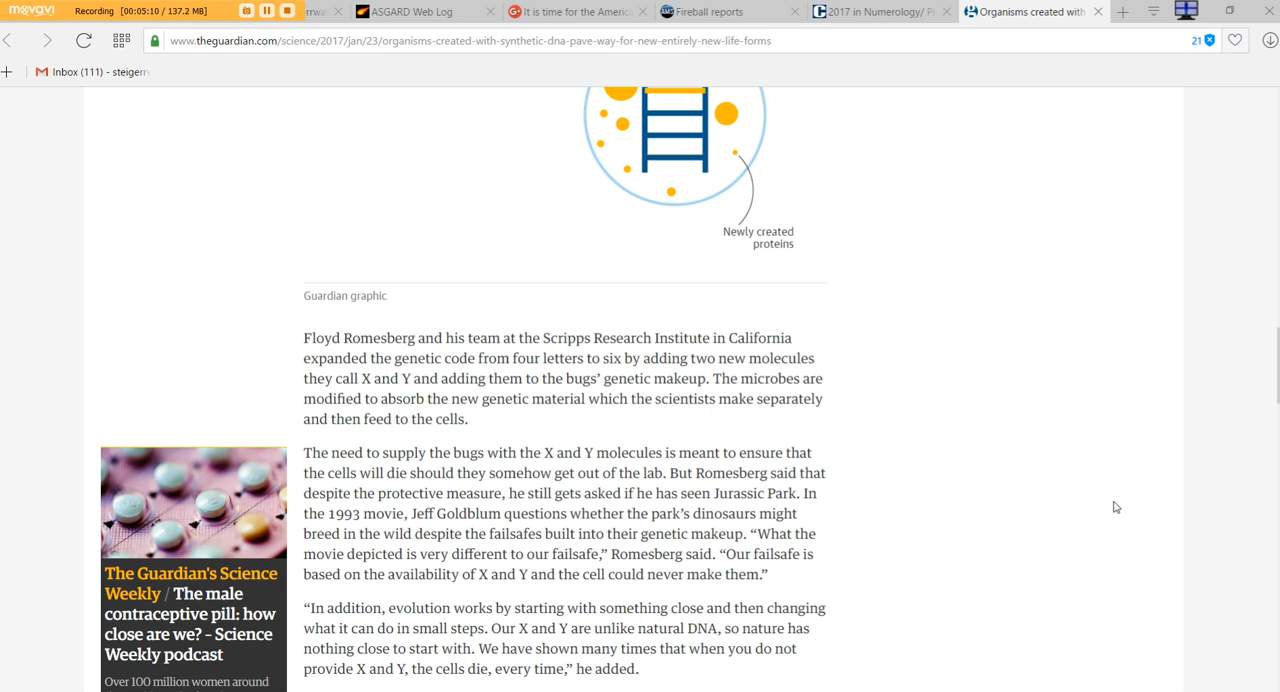 movavi
Recording [00:05:10 / 137.2 MB]
ASGARD Web Log
It is time for the America
Fireball reports
2017 in Numerology/ Pl
Organisms created with
www.theguardian.com/science/2017/jan/23/organisms-created-with-synthetic-dna-pave-way-for-new-entirely-new-life-forms
21
Inbox (111) - steigern
Newly created
proteins
Guardian graphic
Floyd Romesberg and his team at the Scripps Research Institute in California
expanded the genetic code from four letters to six by adding two new molecules
they call X and Y and adding them to the bugs’ genetic makeup. The microbes are
modified to absorb the new genetic material which the scientists make separately
and then feed to the cells.
The need to supply the bugs with the X and Y molecules is meant to ensure that
the cells will die should they somehow get out of the lab. But Romesberg said that
despite the protective measure, he still gets asked if he has seen Jurassic Park. In
the 1993 movie, Jeff Goldblum questions whether the park’s dinosaurs might
breed in the wild despite the failsafes built into their genetic makeup. “What the
movie depicted is very different to our failsafe,” Romesberg said. “Our failsafe is
based on the availability of X and Y and the cell could never make them.”
“In addition, evolution works by starting with something close and then changing
what it can do in small steps. Our X and Y are unlike natural DNA, so nature has
nothing close to start with. We have shown many times that when you do not
provide X and Y, the cells die, every time,” he added.
The Guardian's Science
Weekly / The male
contraceptive pill: how
close are we? – Science
Weekly podcast
Over 100 million women around